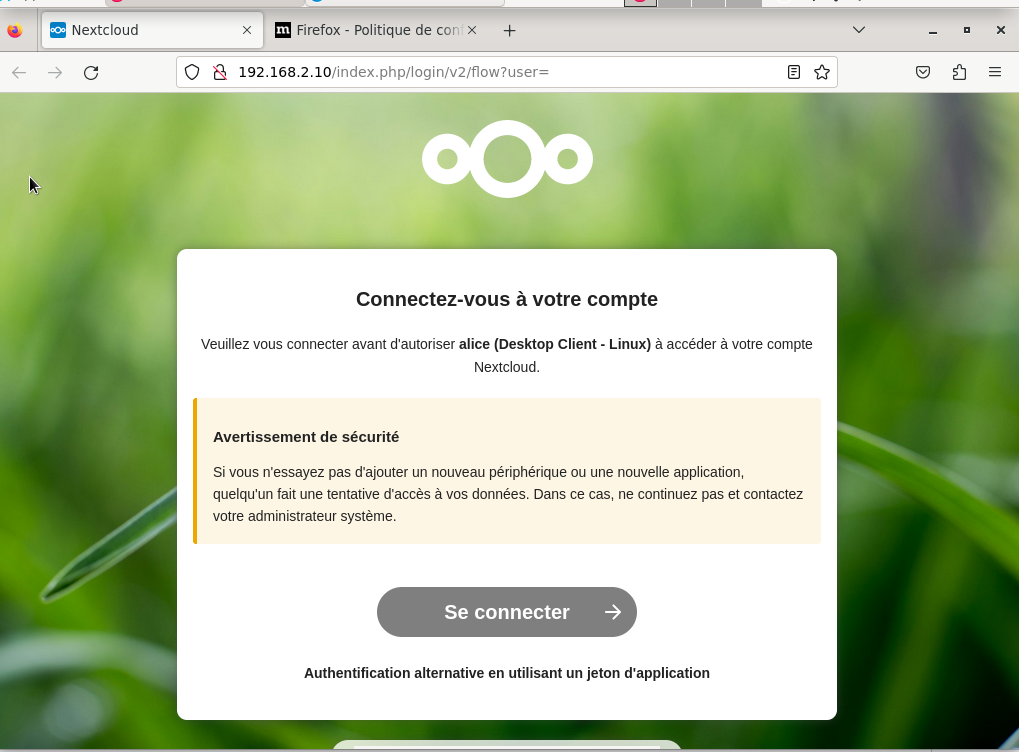 Nextcloud
Firefox - Politique de conf
192.168.2.10/index.php/login/v2/flow?user=
Connectez-vous à votre compte
Veuillez vous connecter avant d'autoriser alice (Desktop Client - Linux) à accéder à votre compte
Nextcloud.
Avertissement de sécurité
Si vous n'essayez pas d'ajouter un nouveau périphérique ou une nouvelle application,
quelqu'un fait une tentative d'accès à vos données. Dans ce cas, ne continuez pas et contactez
votre administrateur système.
Se connecter
Authentification alternative en utilisant un jeton d'application